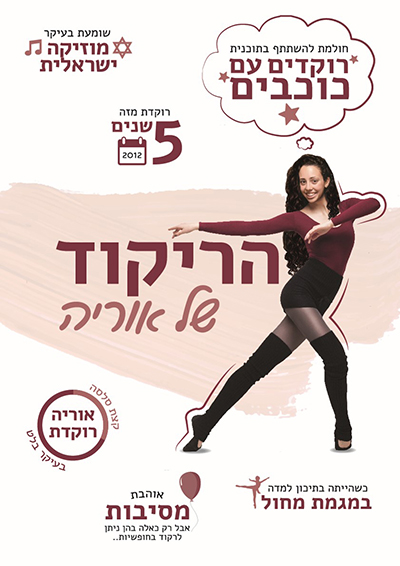 שומעת בעיקר
מוזיקה
ישראלית
חולמת להשתתף בתוכנית
רוקדים עם
כוכבים
רוקדת מזה
5 שנים
2012
הריקוד
של אוריה
קצת סלסה
אוריה
רוקדת
בעיקר בלט
אוהבת
מסיבות
אבל רק כאלה בהן ניתן
לרקוד בחופשיות..
כשהייתה בתיכון למדה
במגמת מחול